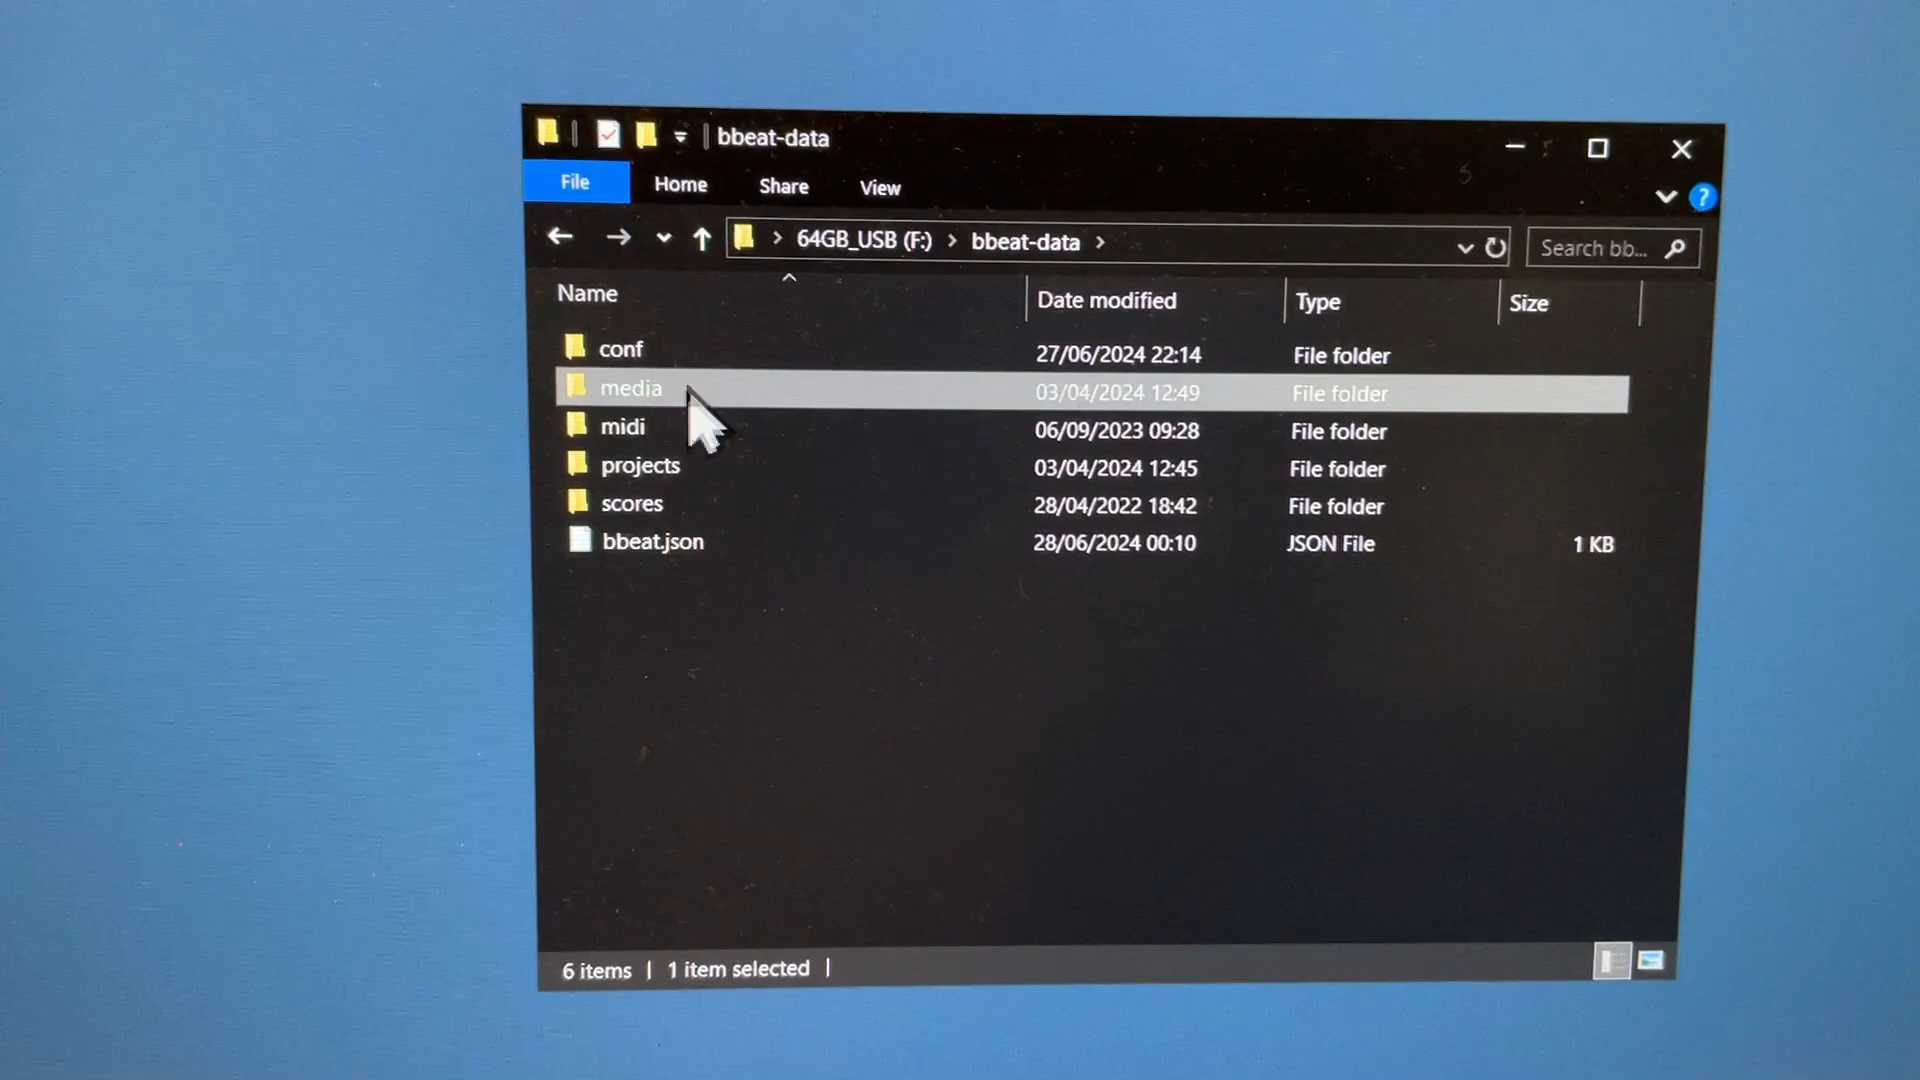 bbeat-data
File Home Share View
64GB_USB (F:) > bbeat-data > Search bb...
Name Date modified Type Size
conf 27/06/2024 22:14 File folder
media 03/04/2024 12:49 File folder
midi 06/09/2023 09:28 File folder
projects 03/04/2024 12:45 File folder
scores 28/04/2022 18:42 File folder
bbeat.json 28/06/2024 00:10 JSON File 1 KB
6 items | 1 item selected |